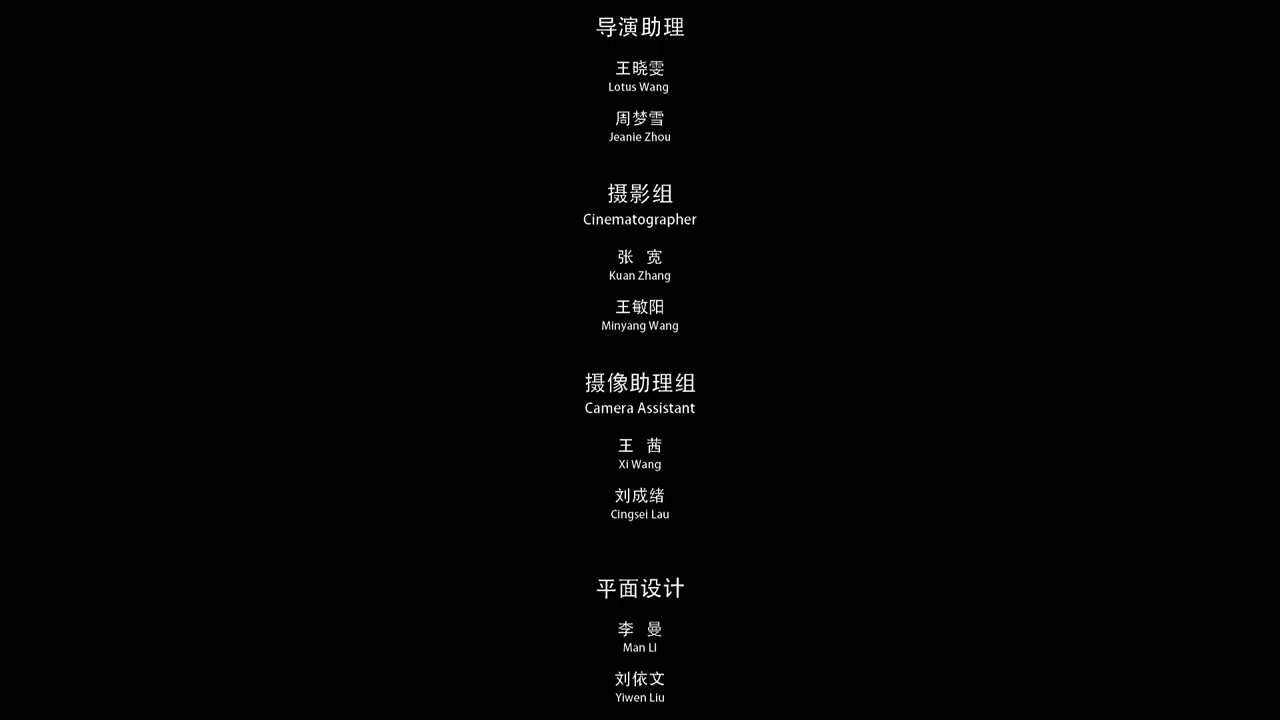 导演助理
王晓雯
Lotus Wang
周梦雪
Jeanie Zhou
摄影组
Cinematographer
张 宽
Kuan Zhang
王敏阳
Minyang Wang
摄像助理组
Camera Assistant
王 茜
Xi Wang
刘成绪
Cingsei Lau
平面设计
李 曼
Man LI
刘依文
Yiwen Liu